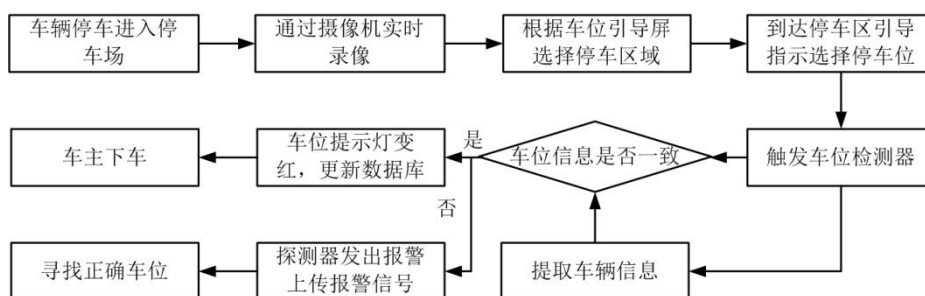 车辆停车进入停
车场
通过摄像机实时
录像
根据车位引导屏
选择停车区域
到达停车区引导
指示选择停车位
车主下车
车位提示灯变
红，更新数据库
是
车位信息是否一致
触发车位检测器
否
寻找正确车位
探测器发出报警
上传报警信号
提取车辆信息